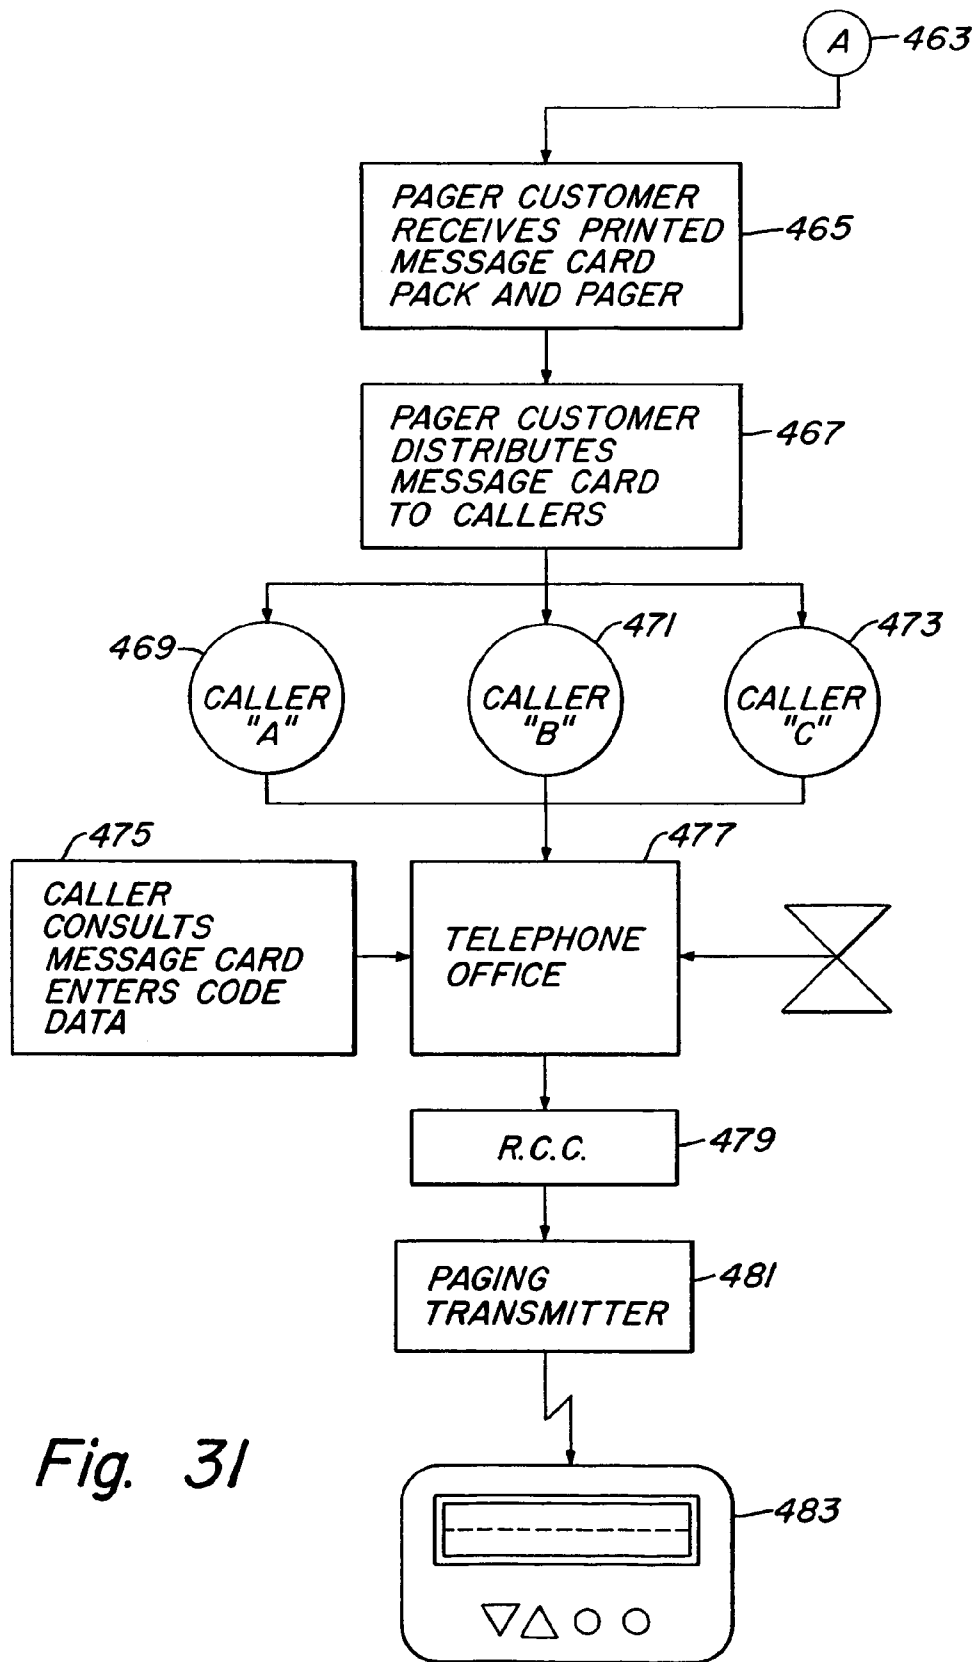 A
463
PAGER CUSTOMER
RECEIVES PRINTED
MESSAGE CARD
PACK AND PAGER
465
PAGER CUSTOMER
DISTRIBUTES
MESSAGE CARD
TO CALLERS
467
469
CALLER
"A"
471
CALLER
"B"
473
CALLER
"C"
475
CALLER
CONSULTS
MESSAGE CARD
ENTERS CODE
DATA
477
TELEPHONE
OFFICE
R.C.C.
479
PAGING
TRANSMITTER
481
Fig. 31
483